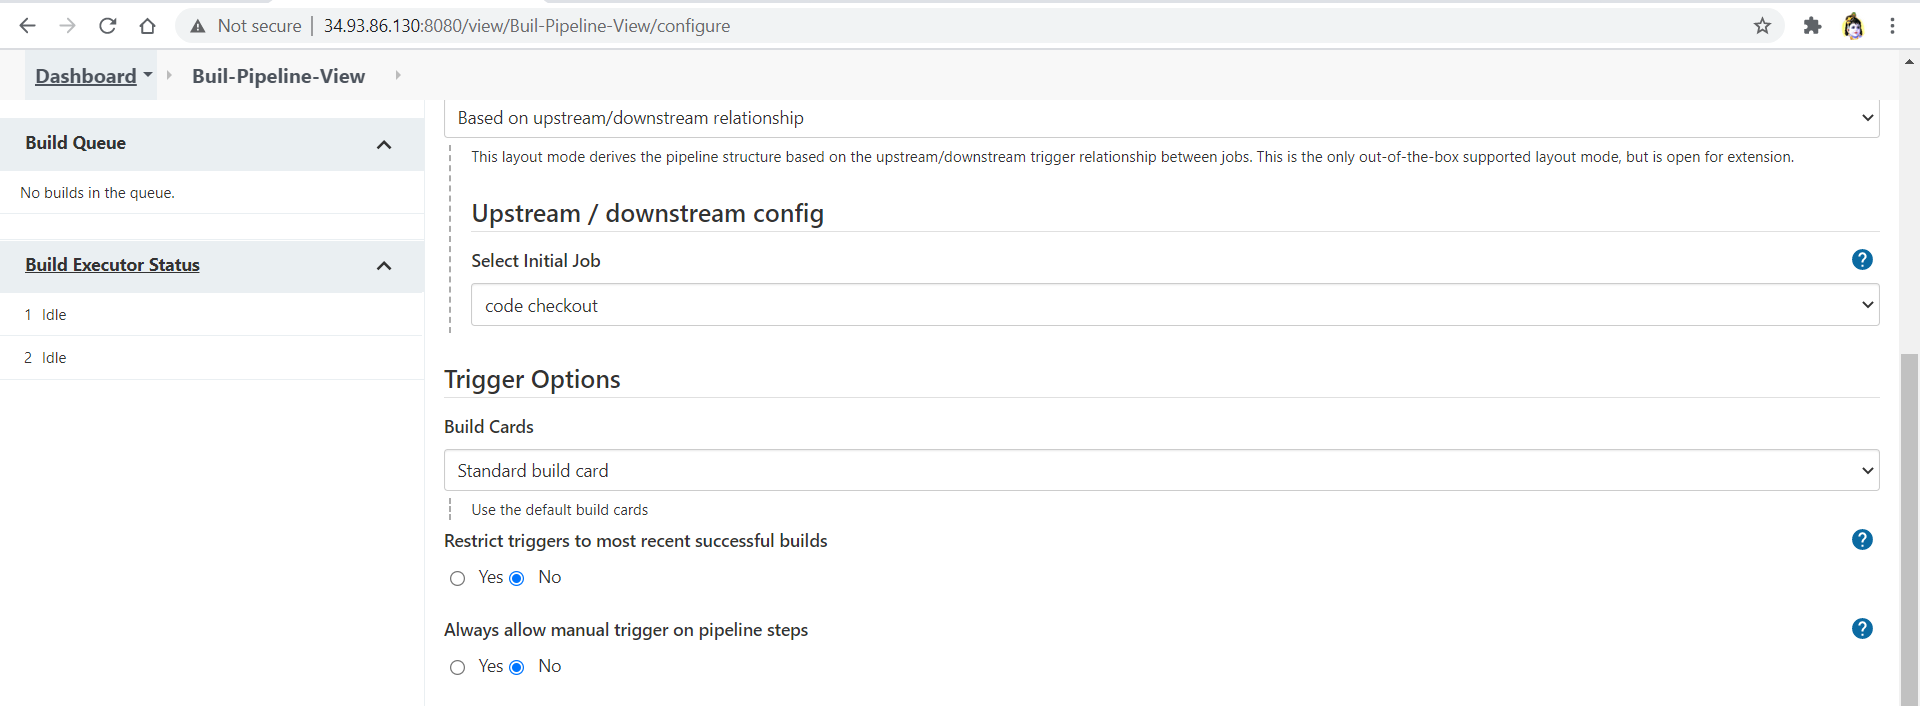 Not secure | 34.93.86.130:8080/view/Buil-Pipeline-View/configure
Dashboard Buil-Pipeline-View
Build Queue
No builds in the queue.
Build Executor Status
1 Idle
2 Idle
Based on upstream/downstream relationship
This layout mode derives the pipeline structure based on the upstream/downstream trigger relationship between jobs. This is the only out-of-the-box supported layout mode, but is open for extension.
Upstream / downstream config
Select Initial Job
?
code checkout
Trigger Options
Build Cards
Standard build card
Use the default build cards
Restrict triggers to most recent successful builds
?
Yes No
Always allow manual trigger on pipeline steps
?
Yes No